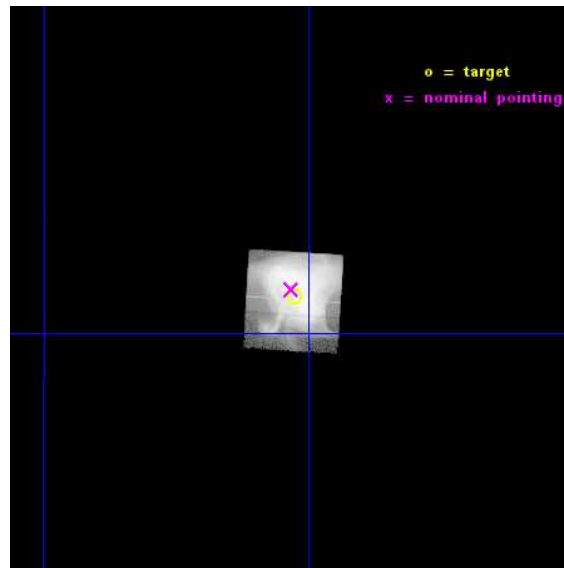 o = target
x = nominal pointing